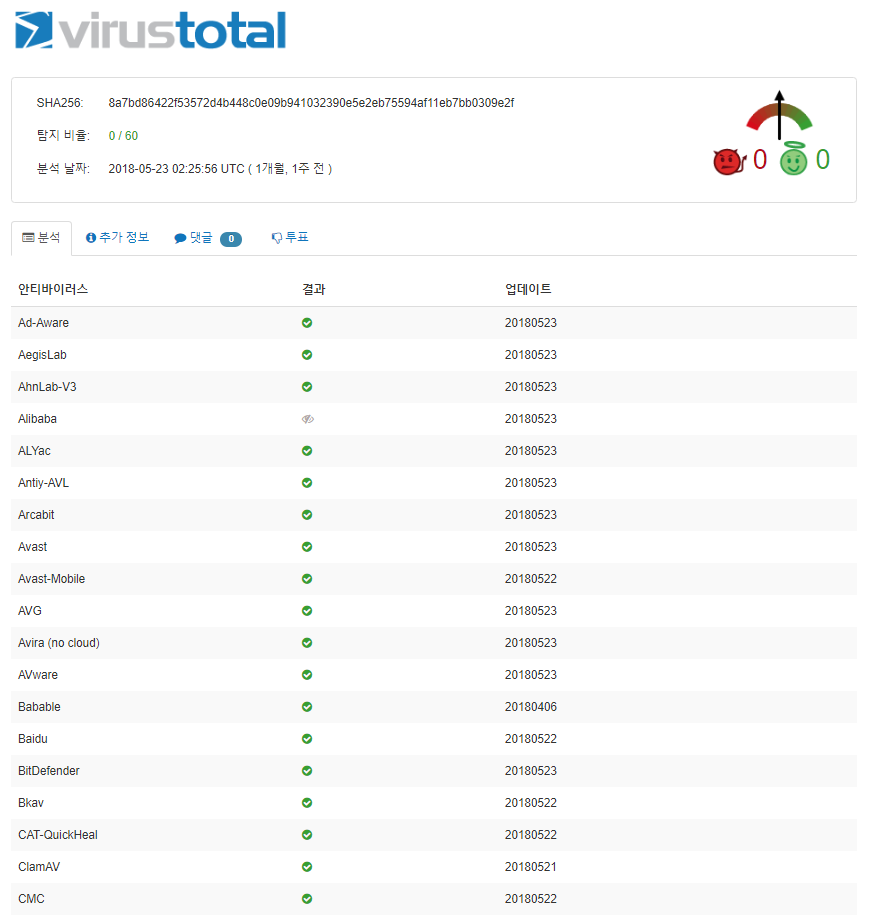 virustotal
SHA256: 8a7bd86422f53572d4b448c0e09b941032390e5e2eb75594af11eb7bb0309e2f
탐지 비율: 0 / 60
분석 날짜: 2018-05-23 02:25:56 UTC ( 1개월, 1주 전 )
0 0
분석 추가 정보 댓글 0 투표
안티바이러스 결과 업데이트
Ad-Aware 20180523
AegisLab 20180523
AhnLab-V3 20180523
Alibaba 20180523
ALYac 20180523
Antiy-AVL 20180523
Arcabit 20180523
Avast 20180523
Avast-Mobile 20180522
AVG 20180523
Avira (no cloud) 20180523
AVware 20180523
Babable 20180406
Baidu 20180522
BitDefender 20180523
Bkav 20180522
CAT-QuickHeal 20180522
ClamAV 20180521
CMC 20180522